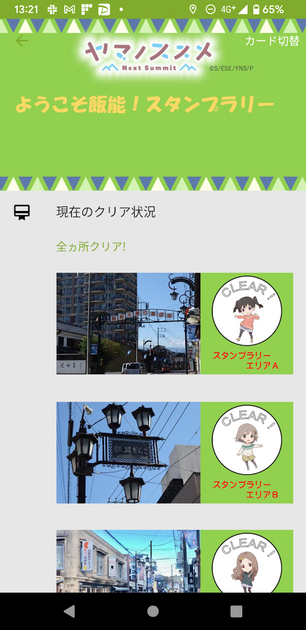 13:21
4G+
65%
カード切替
ヤマノススメ
Next Summit
©S/ESE/YNS/P
ようこそ飯能！スタンプラリー
現在のクリア状況
全ヵ所クリア!
CLEAR!
スタンプラリー
エリアA
CLEAR!
スタンプラリー
エリアB
CLEAR!